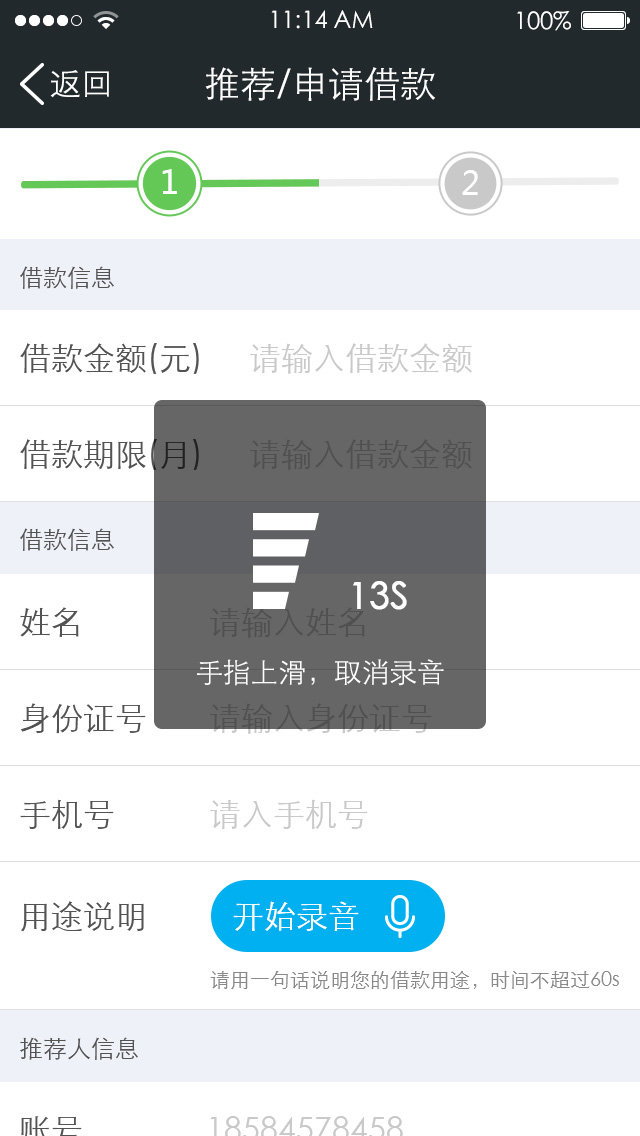 11:14 AM
100%
返回
推荐/申请借款
1
2
借款信息
借款金额(元)
请输入借款金额
借款期限(月)
请输入借款金额
借款信息
13S
姓名
请输入姓名
手指上滑，取消录音
身份证号
请输入身份证号
手机号
请入手机号
用途说明
开始录音
请用一句话说明您的借款用途，时间不超过60s
推荐人信息
账号
18584578458